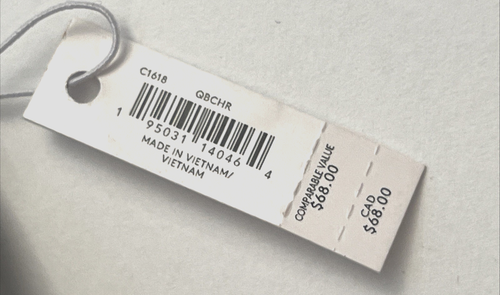 C1618 QBCHR
1 95031 14046 4
MADE IN VIETNAM/
VIETNAM
COMPARABLE VALUE
$68.00
CAD
$68.00